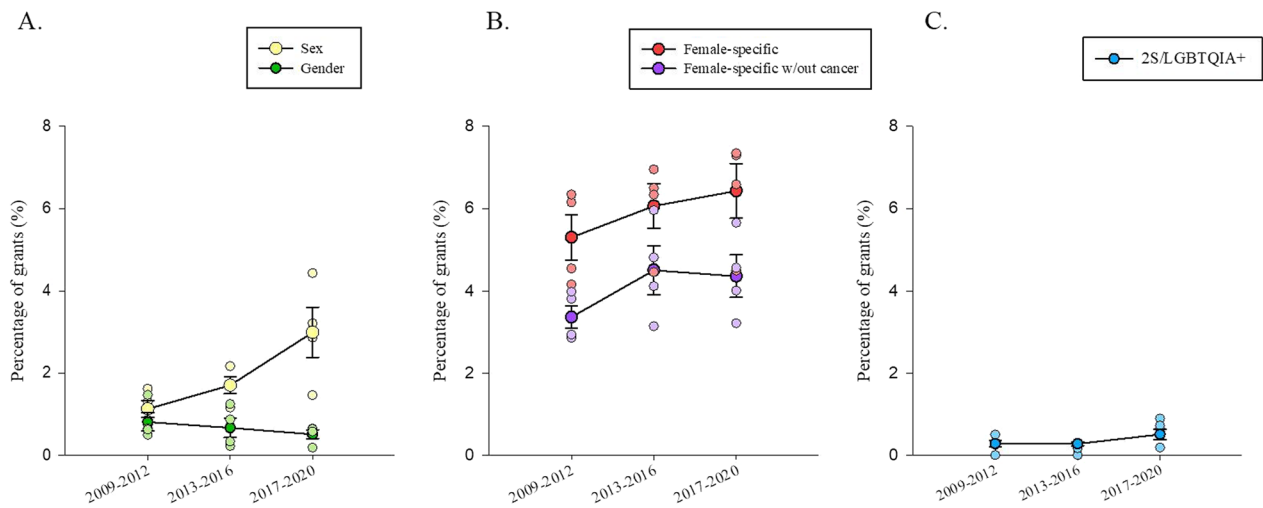 A.
Sex
Gender
Percentage of grants (%)
8
6
4
2
0
2009-2012
2013-2016
2017-2020
B.
Female-specific
Female-specific w/out cancer
Percentage of grants (%)
8
6
4
2
0
2009-2012
2013-2016
2017-2020
C.
2S/LGBTQIA+
Percentage of grants (%)
8
6
4
2
0
2009-2012
2013-2016
2017-2020